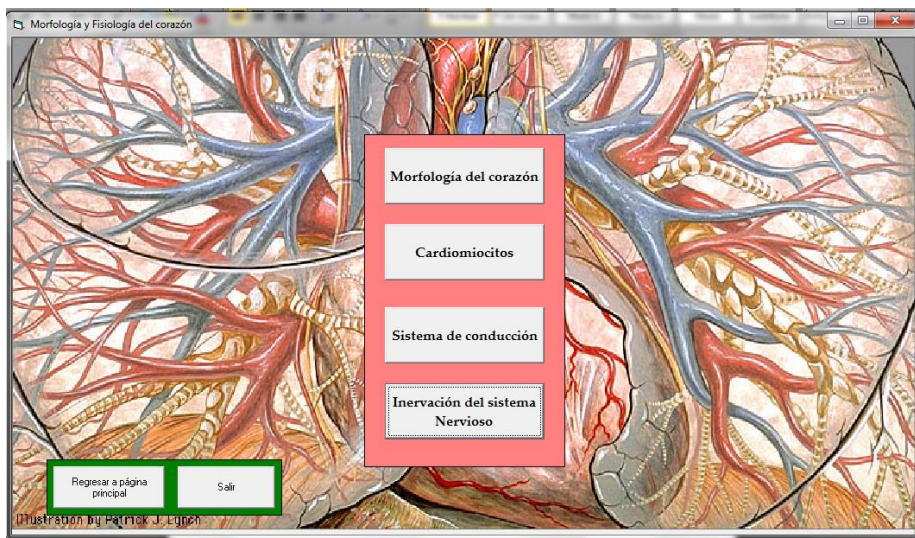 Morfología y Fisiología del corazón
Morfología del corazón
Cardiomiocitos
Sistema de conducción
Inervación del sistema
Nervioso
Regresar a página
principal
Salir
Illustration by Patrick J. Lynch